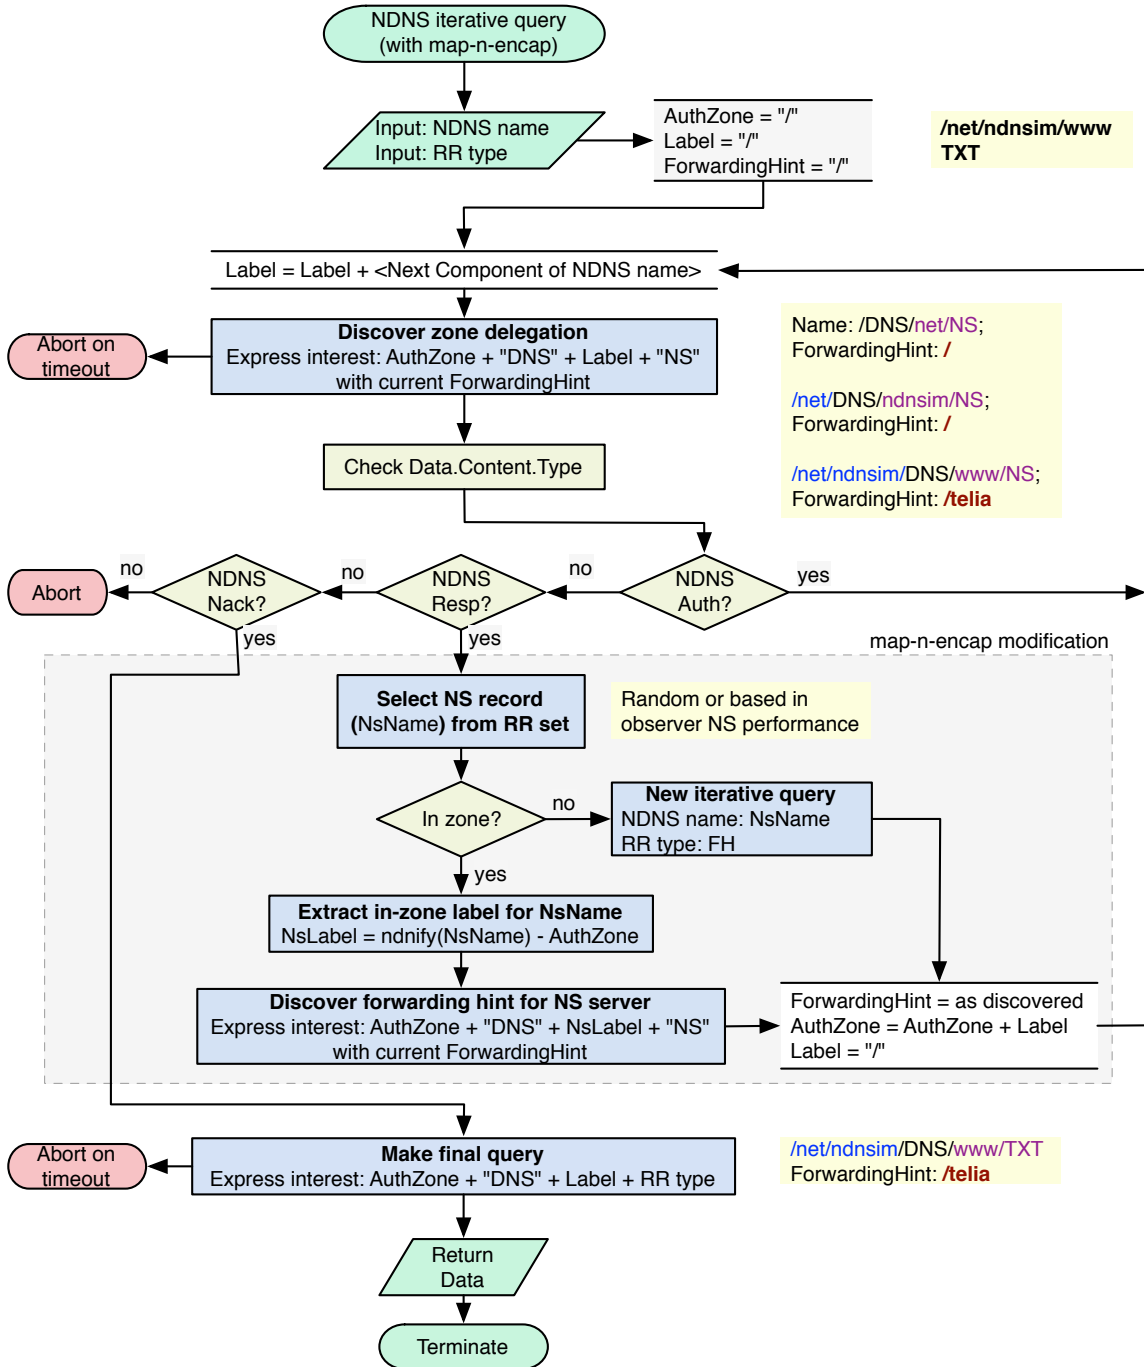 NDNS iterative query
(with map-n-encap)
Input: NDNS name
Input: RR type
AuthZone = "/"
Label = "/"
ForwardingHint = "/"
/net/ndnsim/www
TXT
Label = Label + <Next Component of NDNS name>
Discover zone delegation
Express interest: AuthZone + "DNS" + Label + "NS"
with current ForwardingHint
Abort on
timeout
Name: /DNS/net/NS;
ForwardingHint: /
/net/DNS/ndnsim/NS;
ForwardingHint: /
/net/ndnsim/DNS/www/NS;
ForwardingHint: /telia
Check Data.Content.Type
NDNS
Auth?
yes
no
NDNS
Resp?
yes
no
NDNS
Nack?
yes
no
Abort
map-n-encap modification
Select NS record
(NsName) from RR set
Random or based in
observer NS performance
In zone?
no
yes
New iterative query
NDNS name: NsName
RR type: FH
Extract in-zone label for NsName
NsLabel = ndnify(NsName) - AuthZone
Discover forwarding hint for NS server
Express interest: AuthZone + "DNS" + NsLabel + "NS"
with current ForwardingHint
ForwardingHint = as discovered
AuthZone = AuthZone + Label
Label = "/"
Make final query
Express interest: AuthZone + "DNS" + Label + RR type
Abort on
timeout
/net/ndnsim/DNS/www/TXT
ForwardingHint: /telia
Return
Data
Terminate